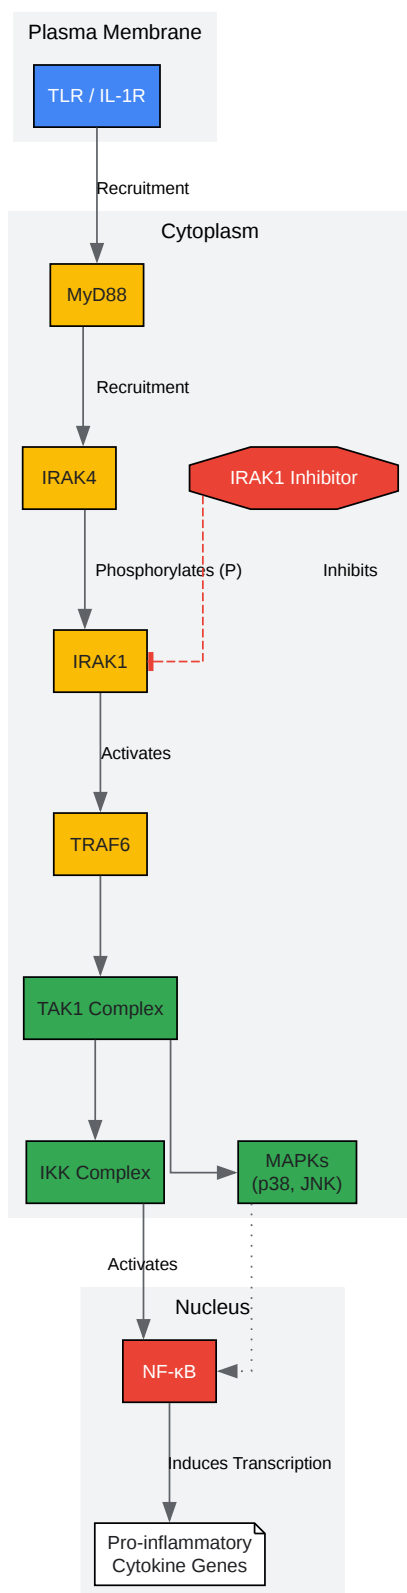 Plasma Membrane
TLR / IL-1R
Recruitment
Cytoplasm
MyD88
Recruitment
IRAK4
IRAK1 Inhibitor
Phosphorylates (P)
Inhibits
IRAK1
Activates
TRAF6
TAK1 Complex
IKK Complex
MAPKs
(p38, JNK)
Activates
Nucleus
NF-κB
Induces Transcription
Pro-inflammatory
Cytokine Genes